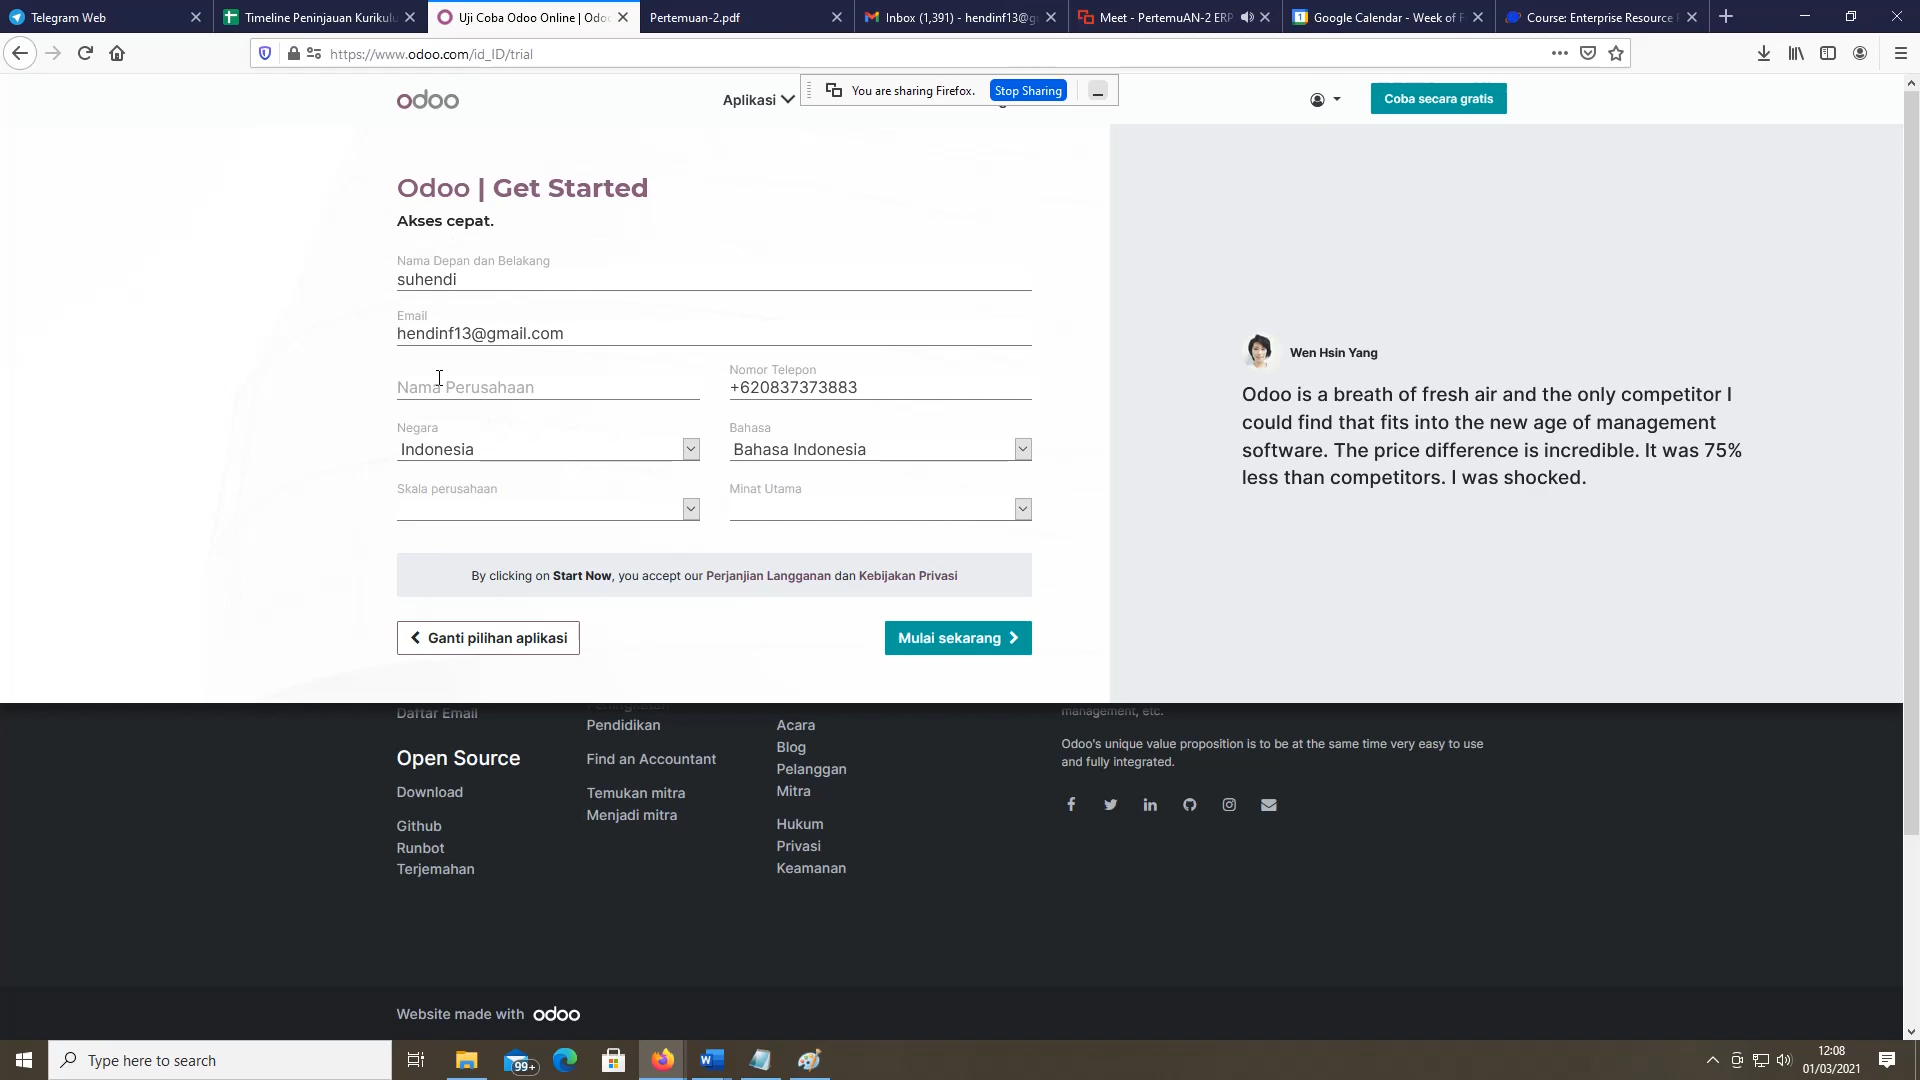 Telegram Web
Timeline Peninjauan Kurikulu
Uji Coba Odoo Online | Odoo
Pertemuan-2.pdf
Inbox (1,391) - hendinf13@g
Meet - PertemuAN-2 ERP
Google Calendar - Week of F
Course: Enterprise Resource
https://www.odoo.com/id_ID/trial
You are sharing Firefox.
Stop Sharing
odoo
Aplikasi
Coba secara gratis
Odoo | Get Started
Akses cepat.
Nama Depan dan Belakang
suhendi
Email
hendinf13@gmail.com
Nama Perusahaan
Nomor Telepon
+620837373883
Negara
Indonesia
Bahasa
Bahasa Indonesia
Skala perusahaan
Minat Utama
By clicking on Start Now, you accept our Perjanjian Langganan dan Kebijakan Privasi
Ganti pilihan aplikasi
Mulai sekarang
Wen Hsin Yang
Odoo is a breath of fresh air and the only competitor I
could find that fits into the new age of management
software. The price difference is incredible. It was 75%
less than competitors. I was shocked.
Daftar Email
Open Source
Download
Github
Runbot
Terjemahan
Pendidikan
Find an Accountant
Temukan mitra
Menjadi mitra
Acara
Blog
Pelanggan
Mitra
Hukum
Privasi
Keamanan
management, etc.
Odoo's unique value proposition is to be at the same time very easy to use
and fully integrated.
Website made with odoo
Type here to search
99+
12:08
01/03/2021